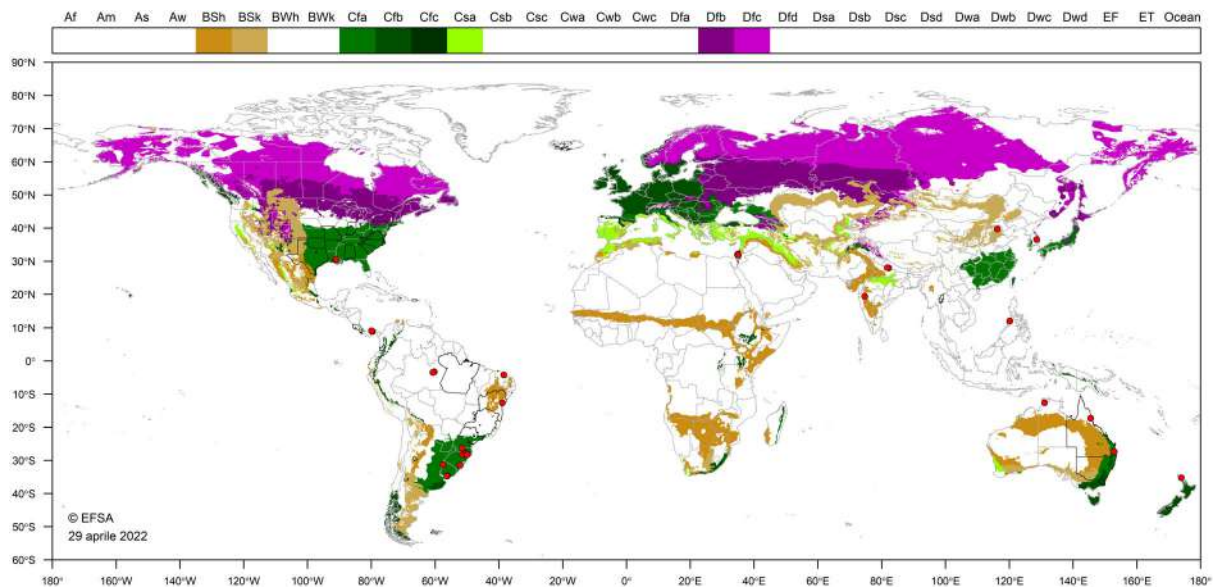 Af Am As Aw BSh BSk BWh BWk Cfa Cfb Cfc Csa Csb Csc Cwa Cwb Cwc Dfa Dfb Dfc Dfd Dsa Dsb Dsc Dsd Dwa Dwb Dwc Dwd EF ET Ocean
90°N
80°N
70°N
60°N
50°N
40°N
30°N
20°N
10°N
0°
10°S
20°S
30°S
40°S
50°S
60°S
© EFSA
29 aprile 2022
180° 160°W 140°W 120°W 100°W 80°W 60°W 40°W 20°W 0° 20°E 40°E 60°E 80°E 100°E 120°E 140°E 160°E 180°